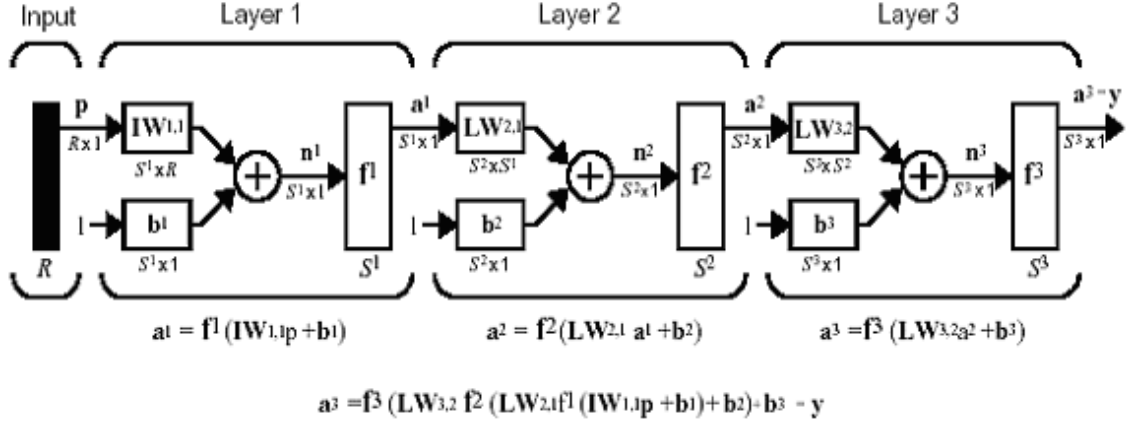 Input Layer 1 Layer 2 Layer 3
p a¹ a² a³ - y
IW1,1 LW2,1 LW3,2
R x 1 S¹ x 1 S² x 1 S³ x 1
S¹ x R n¹ S² x S¹ n² S³ x S² n³
+ f¹ + f² + f³
S¹ x 1 S² x 1 S³ x 1
1 b¹ 1 b² 1 b³
R S¹ x 1 S¹ S² x 1 S² S³ x 1 S³
a¹ = f¹ (IW1,1p + b¹) a² = f² (LW2,1 a¹ + b²) a³ = f³ (LW3,2a² + b³)
a³ = f³ (LW3,2 f² (LW2,1f¹ (IW1,1p + b¹) + b²) + b³ - y